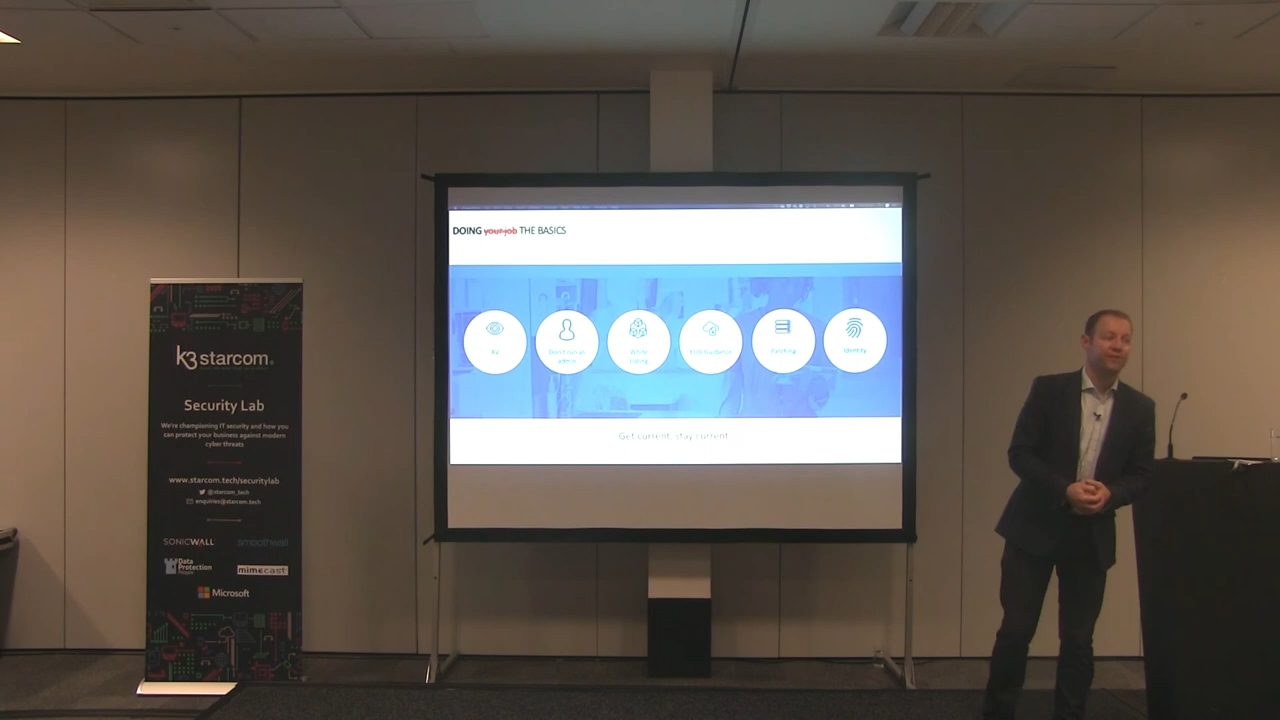 DOING your job THE BASICS
AV
Don't run as
admin
White
Listing
Patching
Identity
Get current, stay current
k3 starcom.
Security Lab
We're championing IT security and how you
can protect your business against modern
cyber threats
www.starcom.tech/securitylab
@starcom_tech
enquiries@starcom.tech
SONICWALL
smoothwall
Data
Protection
People
mimecast
Microsoft